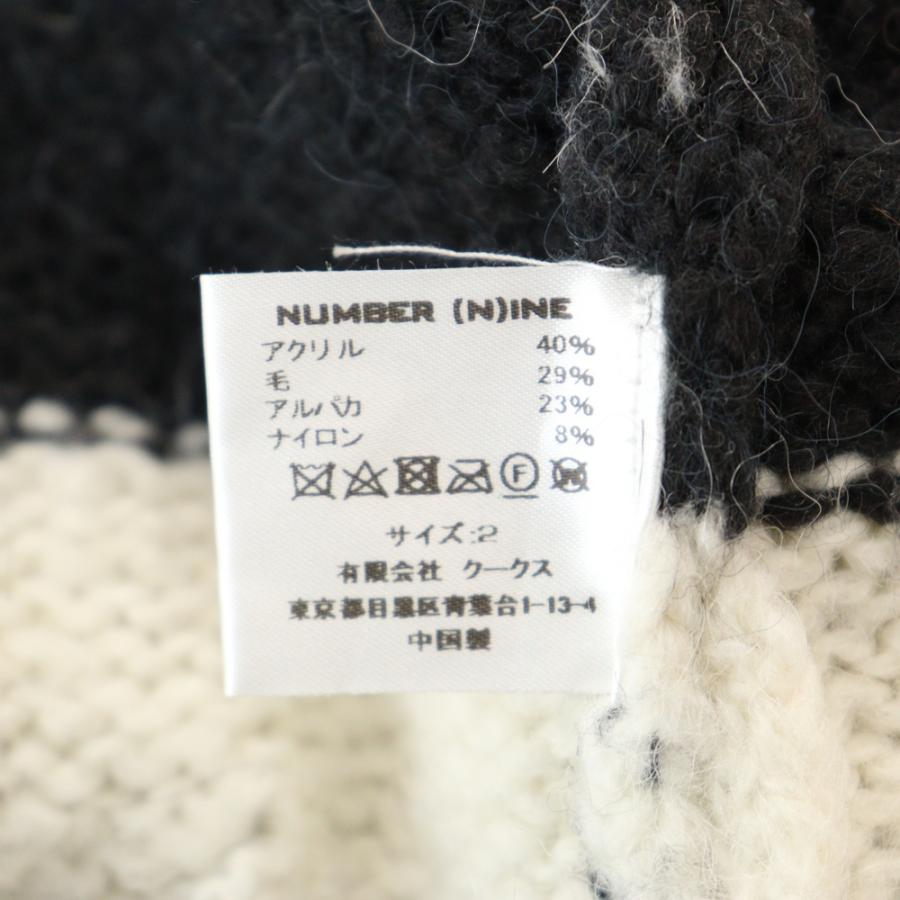 NUMBER (N)INE
アクリル 40%
毛 29%
アルパカ 23%
ナイロン 8%
F
W
サイズ:2
有限会社 クークス
東京都目黒区青葉台1-13-4
中国製